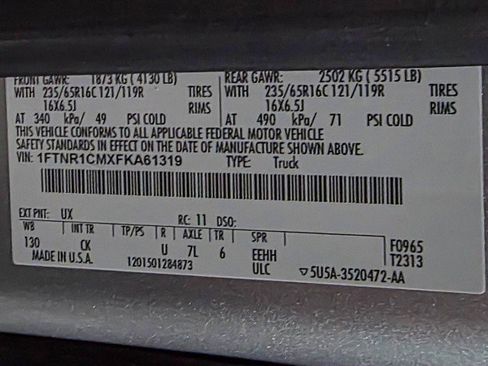 FRONT GAWR: 1873 KG ( 4130 LB) REAR GAWR: 2502 KG ( 5515 LB)
WITH 235/65R16C 121/119R TIRES WITH 235/65R16C 121/119R TIRES
16X6.5J RIMS 16X6.5J RIMS
AT 340 kPa/ 49 PSI COLD AT 490 kPa/ 71 PSI COLD
THIS VEHICLE CONFORMS TO ALL APPLICABLE FEDERAL MOTOR VEHICLE
SAFETY STANDARDS IN EFFECT ON THE DATE OF MANUFACTURE SHOWN ABOVE.
VIN: 1FTNR1CMXFKA61319 TYPE: Truck
EXT PNT: UX RC: 11 DSO:
WB INT TR TP/PS R AXLE TR SPR F0965
130 CK U 7L 6 EEHH T2313
MADE IN U.S.A. 1201501284873 ULC ▽5U5A-3520472-AA